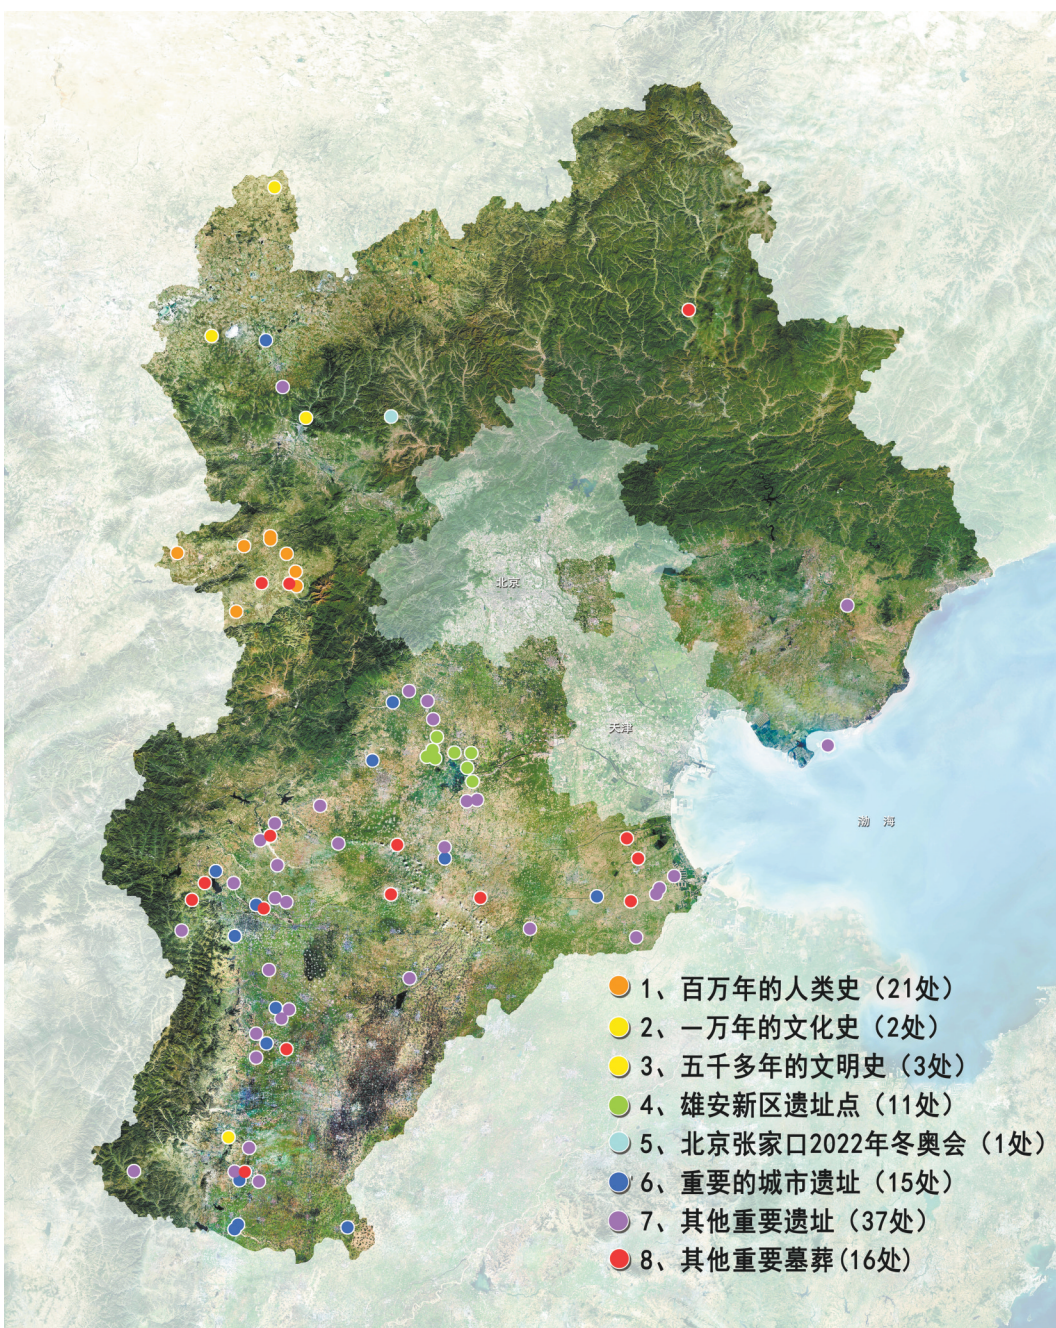 北京
天津
渤 海
1、百万年的人类史（21处）
2、一万年的文化史（2处）
3、五千多年的文明史（3处）
4、雄安新区遗址点（11处）
5、北京张家口2022年冬奥会（1处）
6、重要的城市遗址（15处）
7、其他重要遗址（37处）
8、其他重要墓葬(16处)